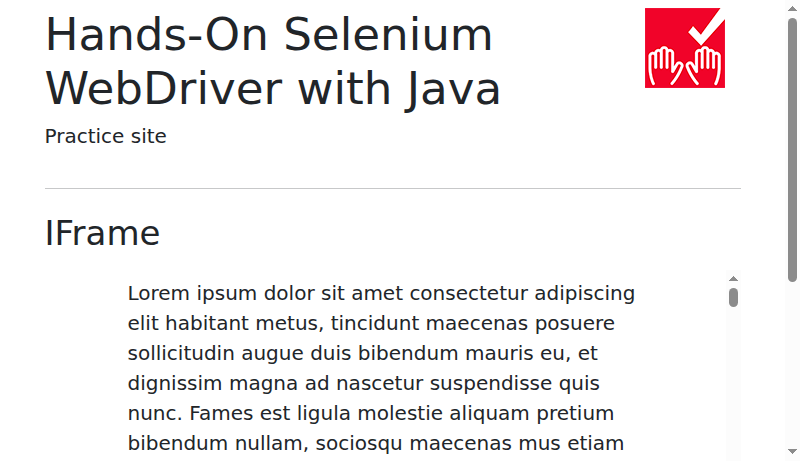 Hands-On Selenium
WebDriver with Java
Practice site
IFrame
Lorem ipsum dolor sit amet consectetur adipiscing
elit habitant metus, tincidunt maecenas posuere
sollicitudin augue duis bibendum mauris eu, et
dignissim magna ad nascetur suspendisse quis
nunc. Fames est ligula molestie aliquam pretium
bibendum nullam, sociosqu maecenas mus etiam